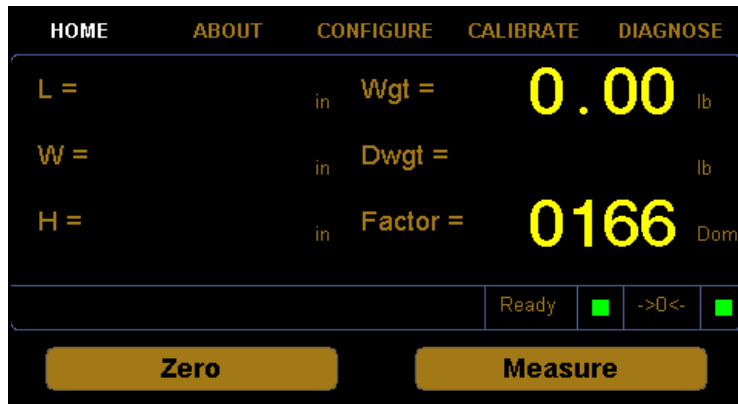 HOME ABOUT CONFIGURE CALIBRATE DIAGNOSE
L = in Wgt = 0.00 lb
W = in Dwgt = lb
H = in Factor = 0166 Dom
Ready ->0<-
Zero Measure